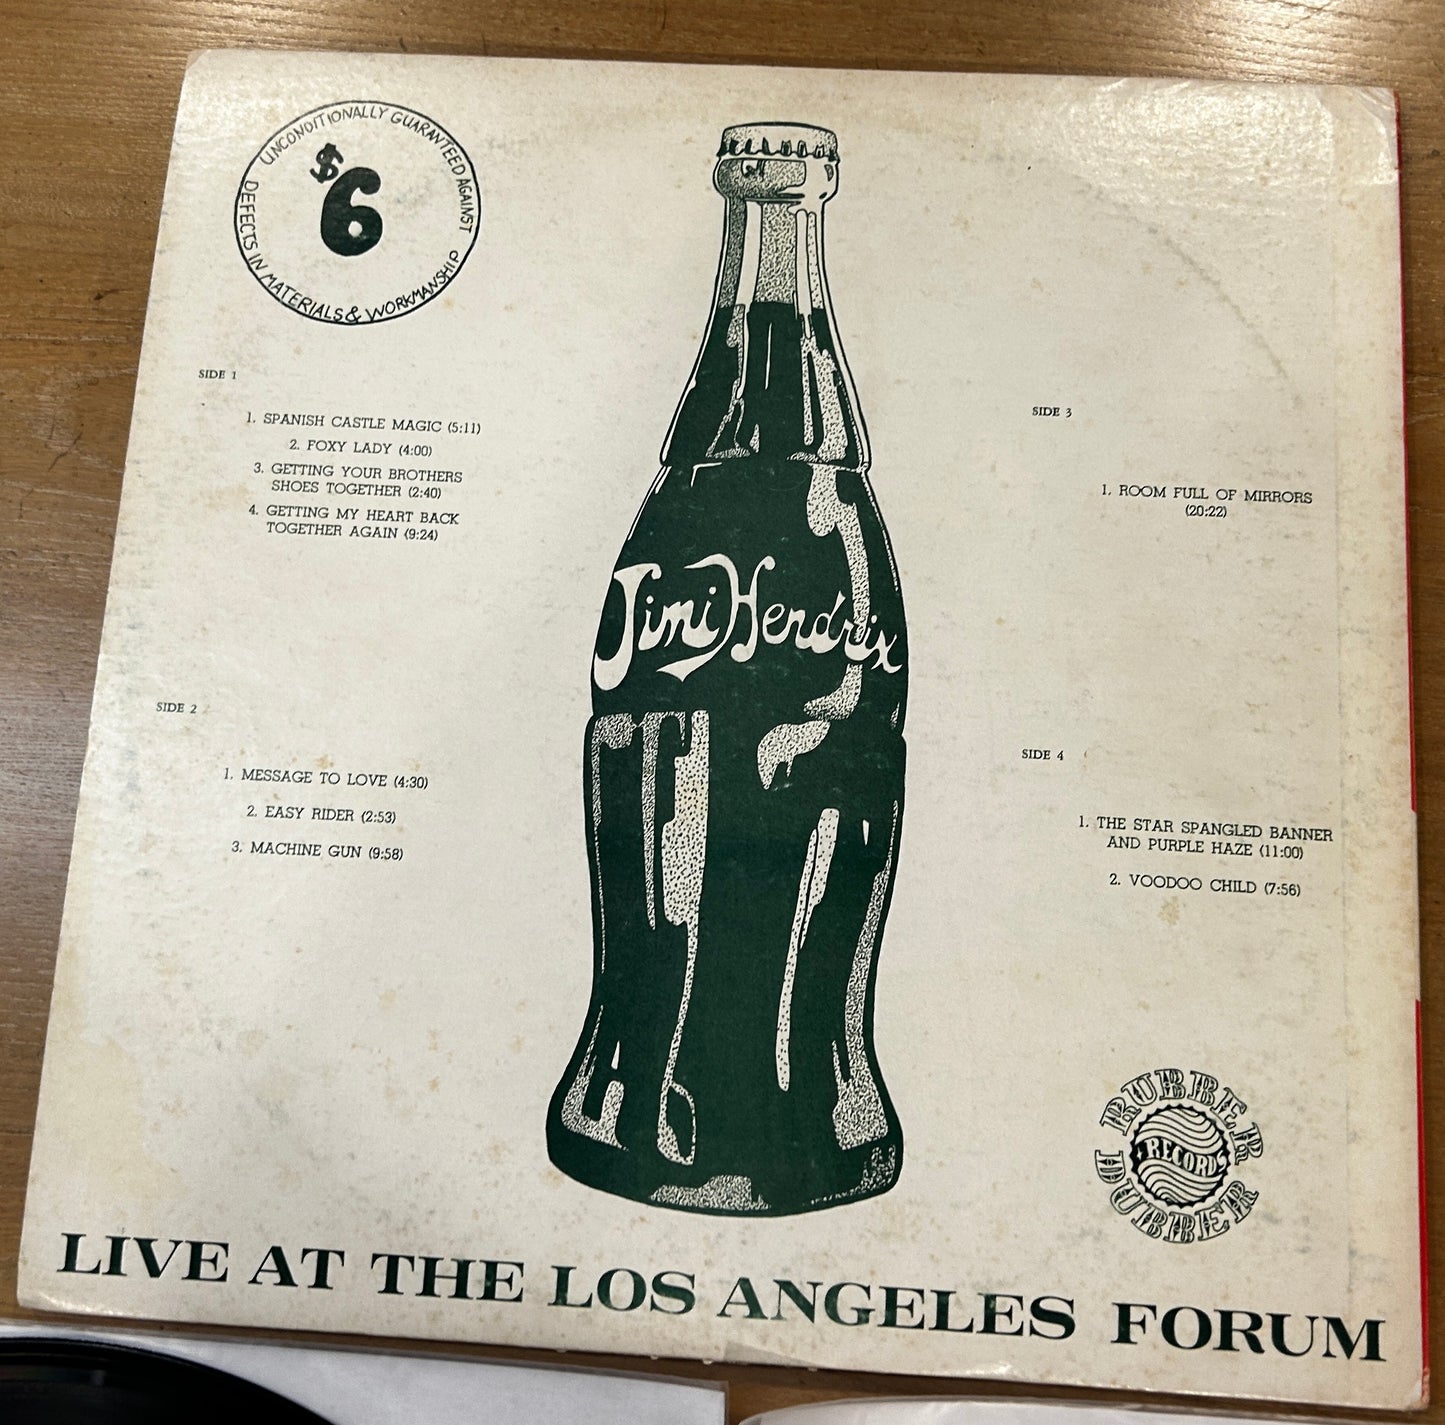 UNCONDITIONALLY GUARANTEED AGAINST
DEFECTS IN MATERIALS & WORKMANSHIP
$6
SIDE 1
1. SPANISH CASTLE MAGIC (5:11)
2. FOXY LADY (4:00)
3. GETTING YOUR BROTHERS
SHOES TOGETHER (2:40)
4. GETTING MY HEART BACK
TOGETHER AGAIN (9:24)
SIDE 2
1. MESSAGE TO LOVE (4:30)
2. EASY RIDER (2:53)
3. MACHINE GUN (9:58)
Jimi Hendrix
SIDE 3
1. ROOM FULL OF MIRRORS
(20:22)
SIDE 4
1. THE STAR SPANGLED BANNER
AND PURPLE HAZE (11:00)
2. VOODOO CHILD (7:56)
RUBBER
RECORDS
DUBBER
LIVE AT THE LOS ANGELES FORUM